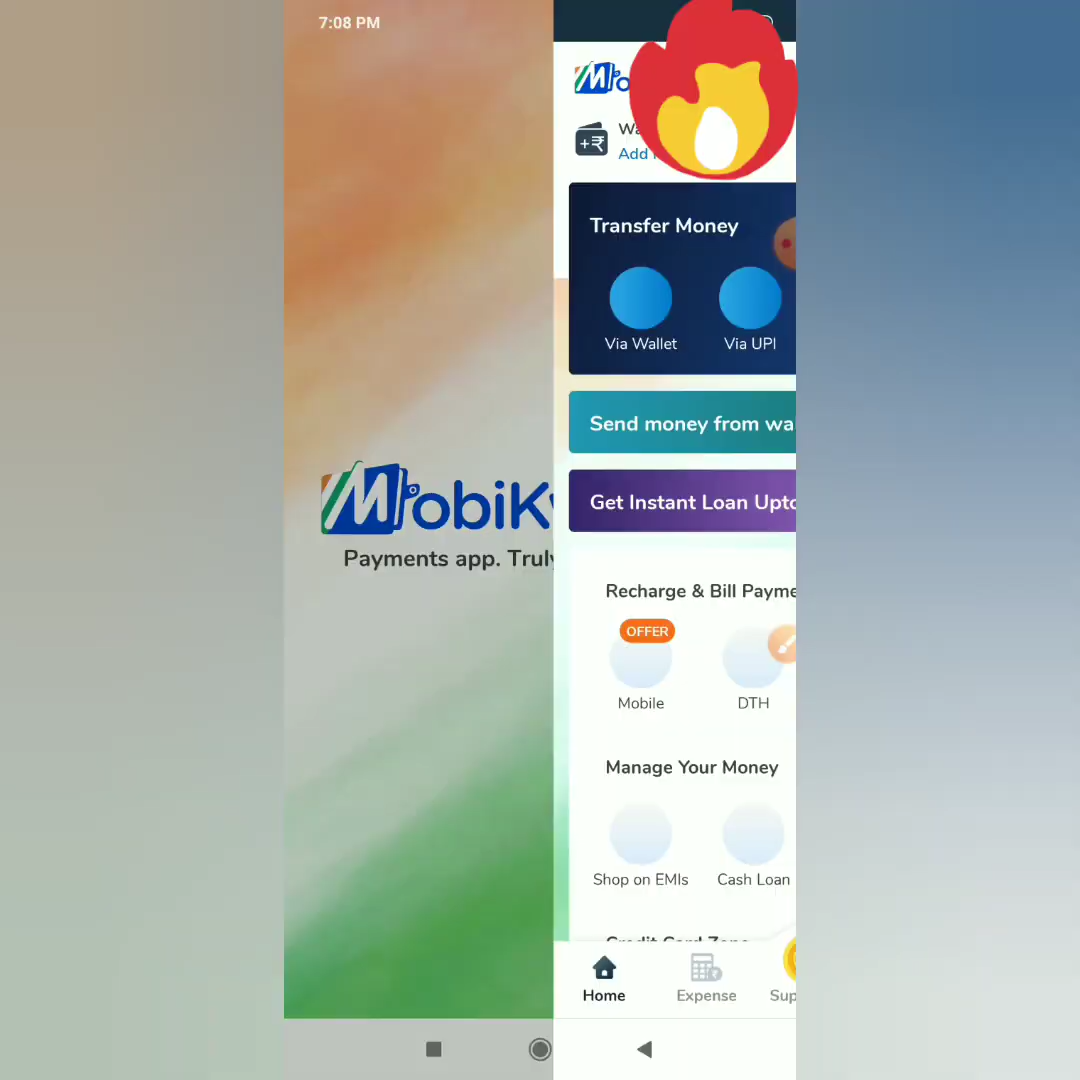 7:08 PM
MobiK
Payments app. Truly
M
Wa
Add
Transfer Money
Via Wallet
Via UPI
Send money from wa
Get Instant Loan Upto
Recharge & Bill Payme
OFFER
Mobile
DTH
Manage Your Money
Shop on EMIs
Cash Loan
Credit Card Zone
Home
Expense
Sup